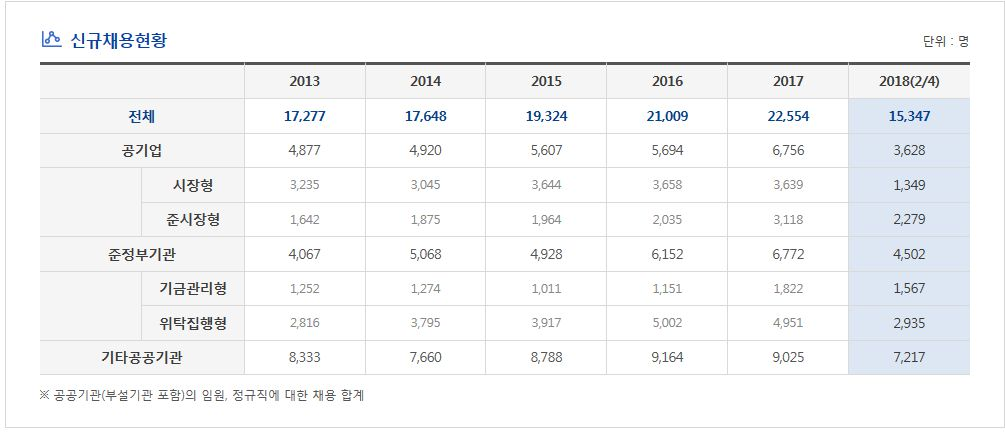 신규채용현황
단위 : 명
2013 2014 2015 2016 2017 2018(2/4)
전체 17,277 17,648 19,324 21,009 22,554 15,347
공기업 4,877 4,920 5,607 5,694 6,756 3,628
시장형 3,235 3,045 3,644 3,658 3,639 1,349
준시장형 1,642 1,875 1,964 2,035 3,118 2,279
준정부기관 4,067 5,068 4,928 6,152 6,772 4,502
기금관리형 1,252 1,274 1,011 1,151 1,822 1,567
위탁집행형 2,816 3,795 3,917 5,002 4,951 2,935
기타공공기관 8,333 7,660 8,788 9,164 9,025 7,217
※ 공공기관(부설기관 포함)의 임원, 정규직에 대한 채용 합계